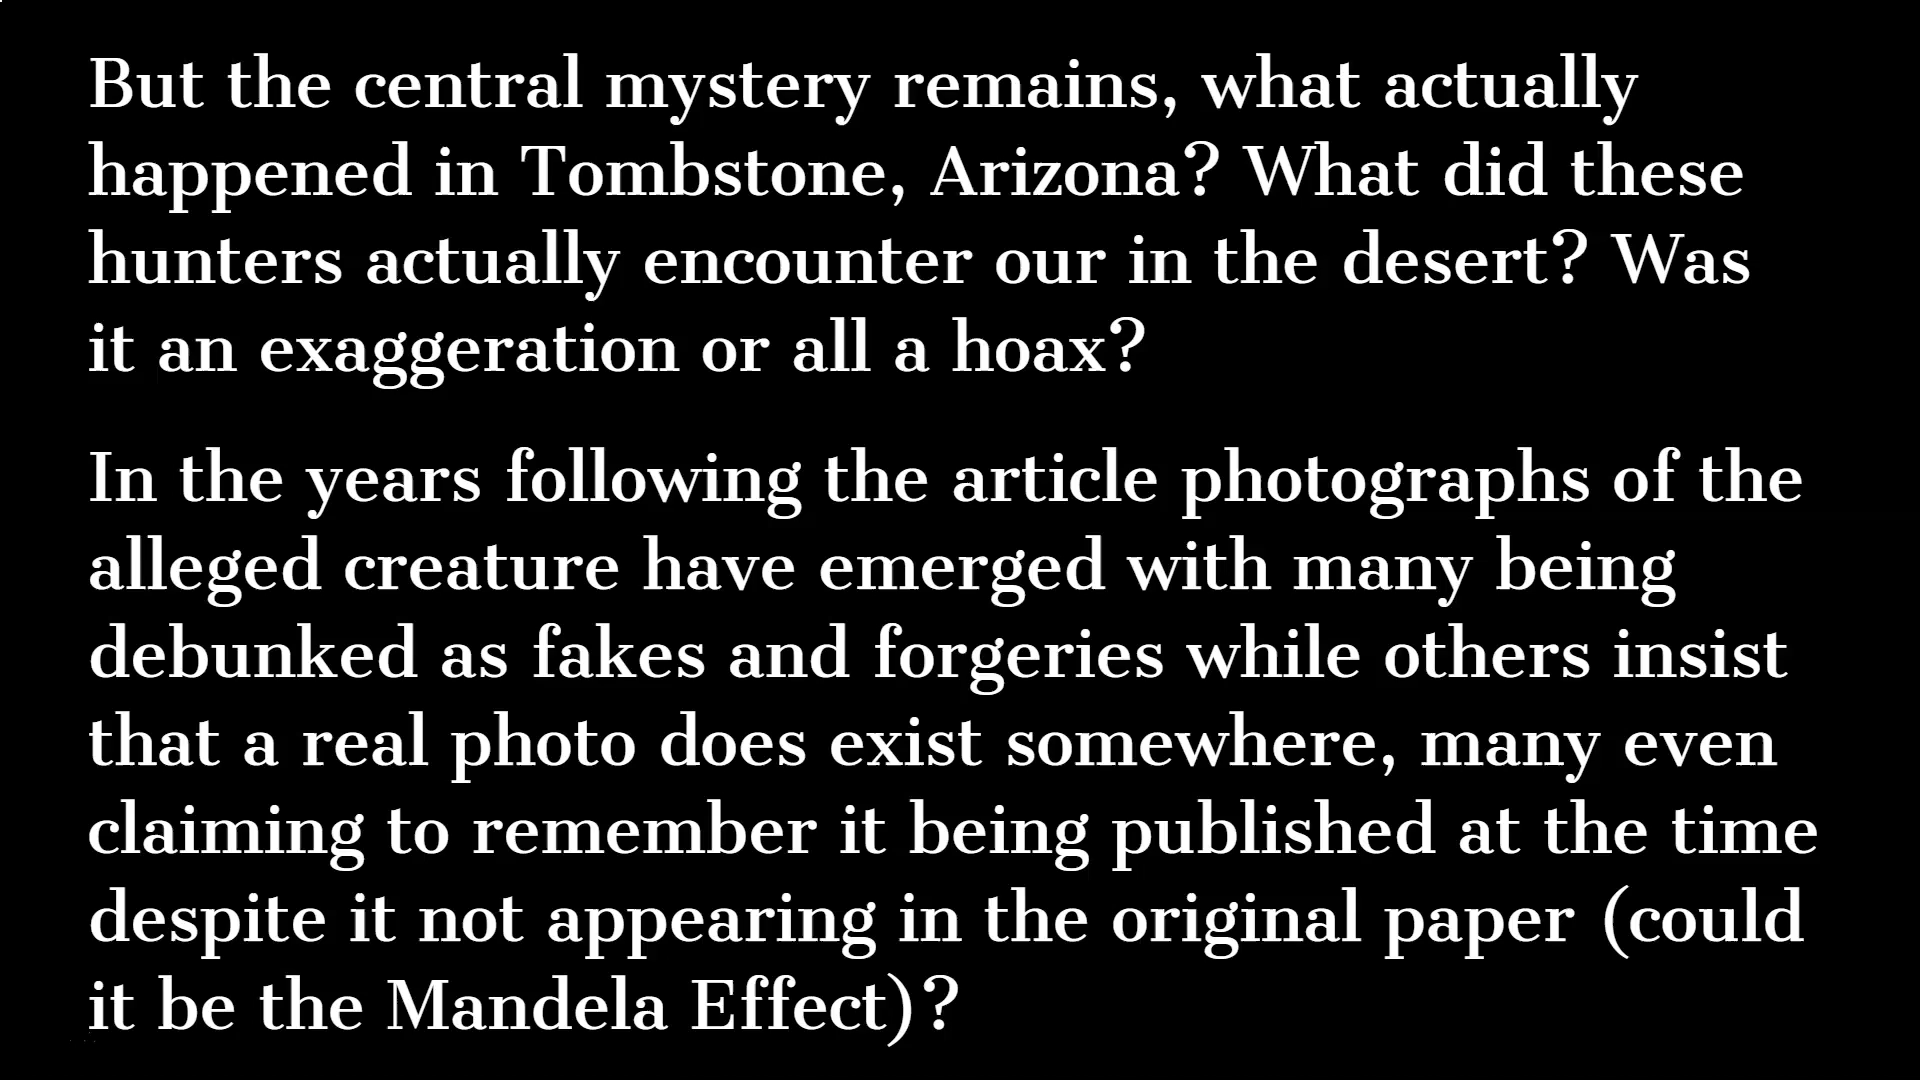 But the central mystery remains, what actually
happened in Tombstone, Arizona? What did these
hunters actually encounter our in the desert? Was
it an exaggeration or all a hoax?
In the years following the article photographs of the
alleged creature have emerged with many being
debunked as fakes and forgeries while others insist
that a real photo does exist somewhere, many even
claiming to remember it being published at the time
despite it not appearing in the original paper (could
it be the Mandela Effect)?